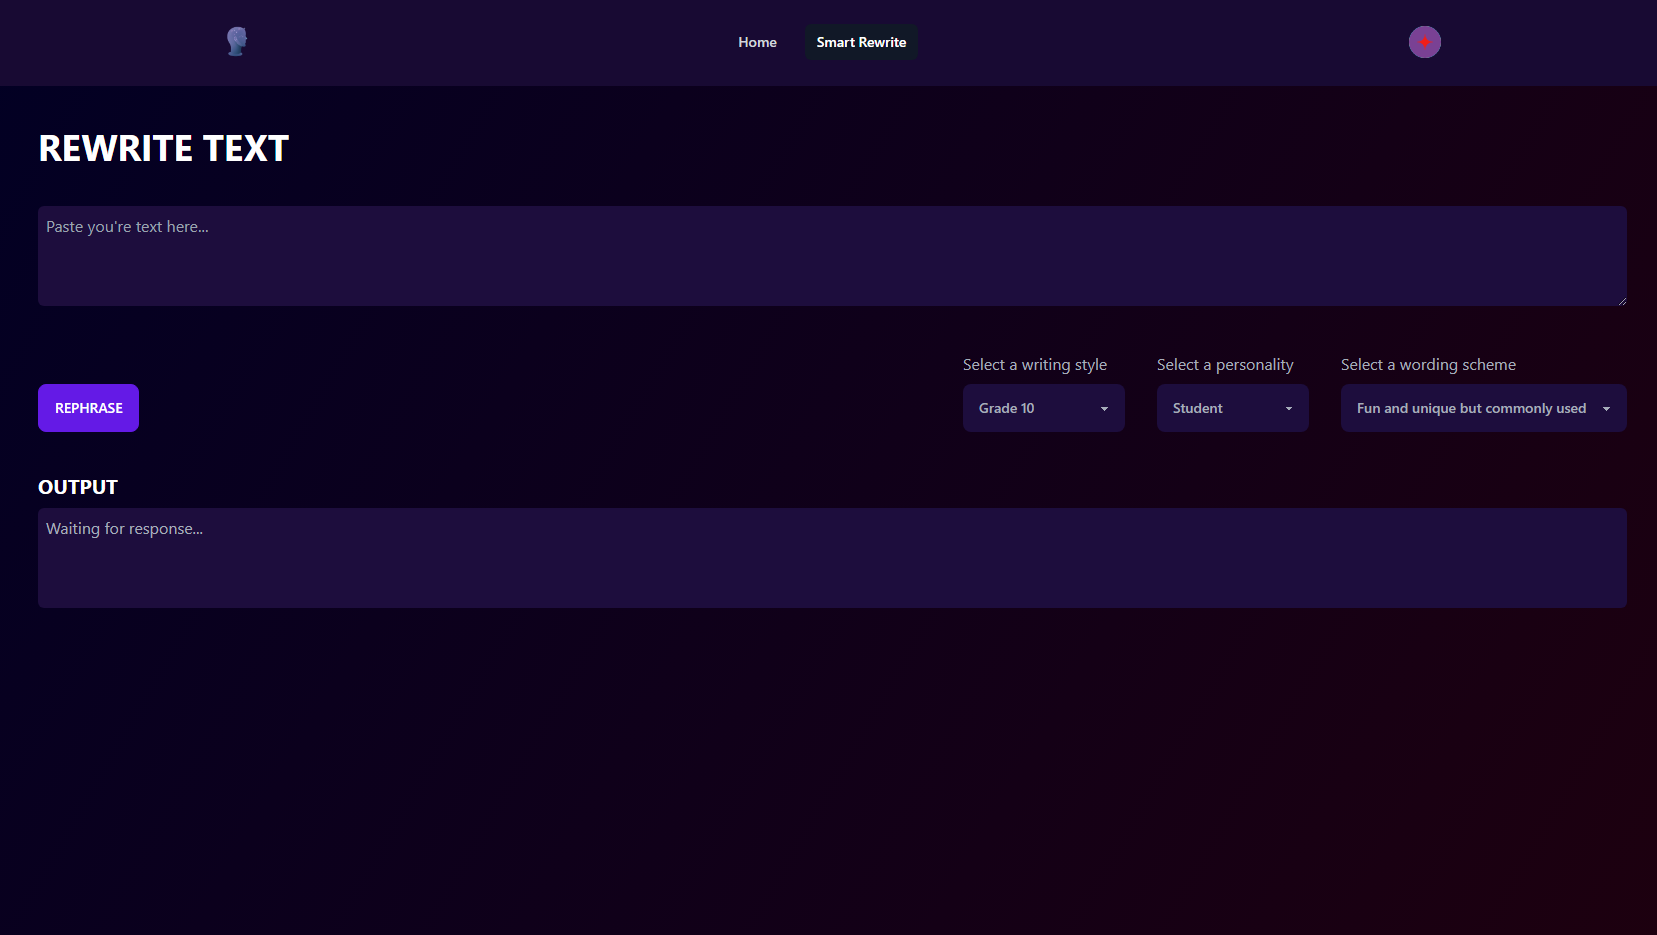 Home
Smart Rewrite
REWRITE TEXT
Paste you're text here...
Select a writing style
Select a personality
Select a wording scheme
REPHRASE
Grade 10
Student
Fun and unique but commonly used
OUTPUT
Waiting for response...